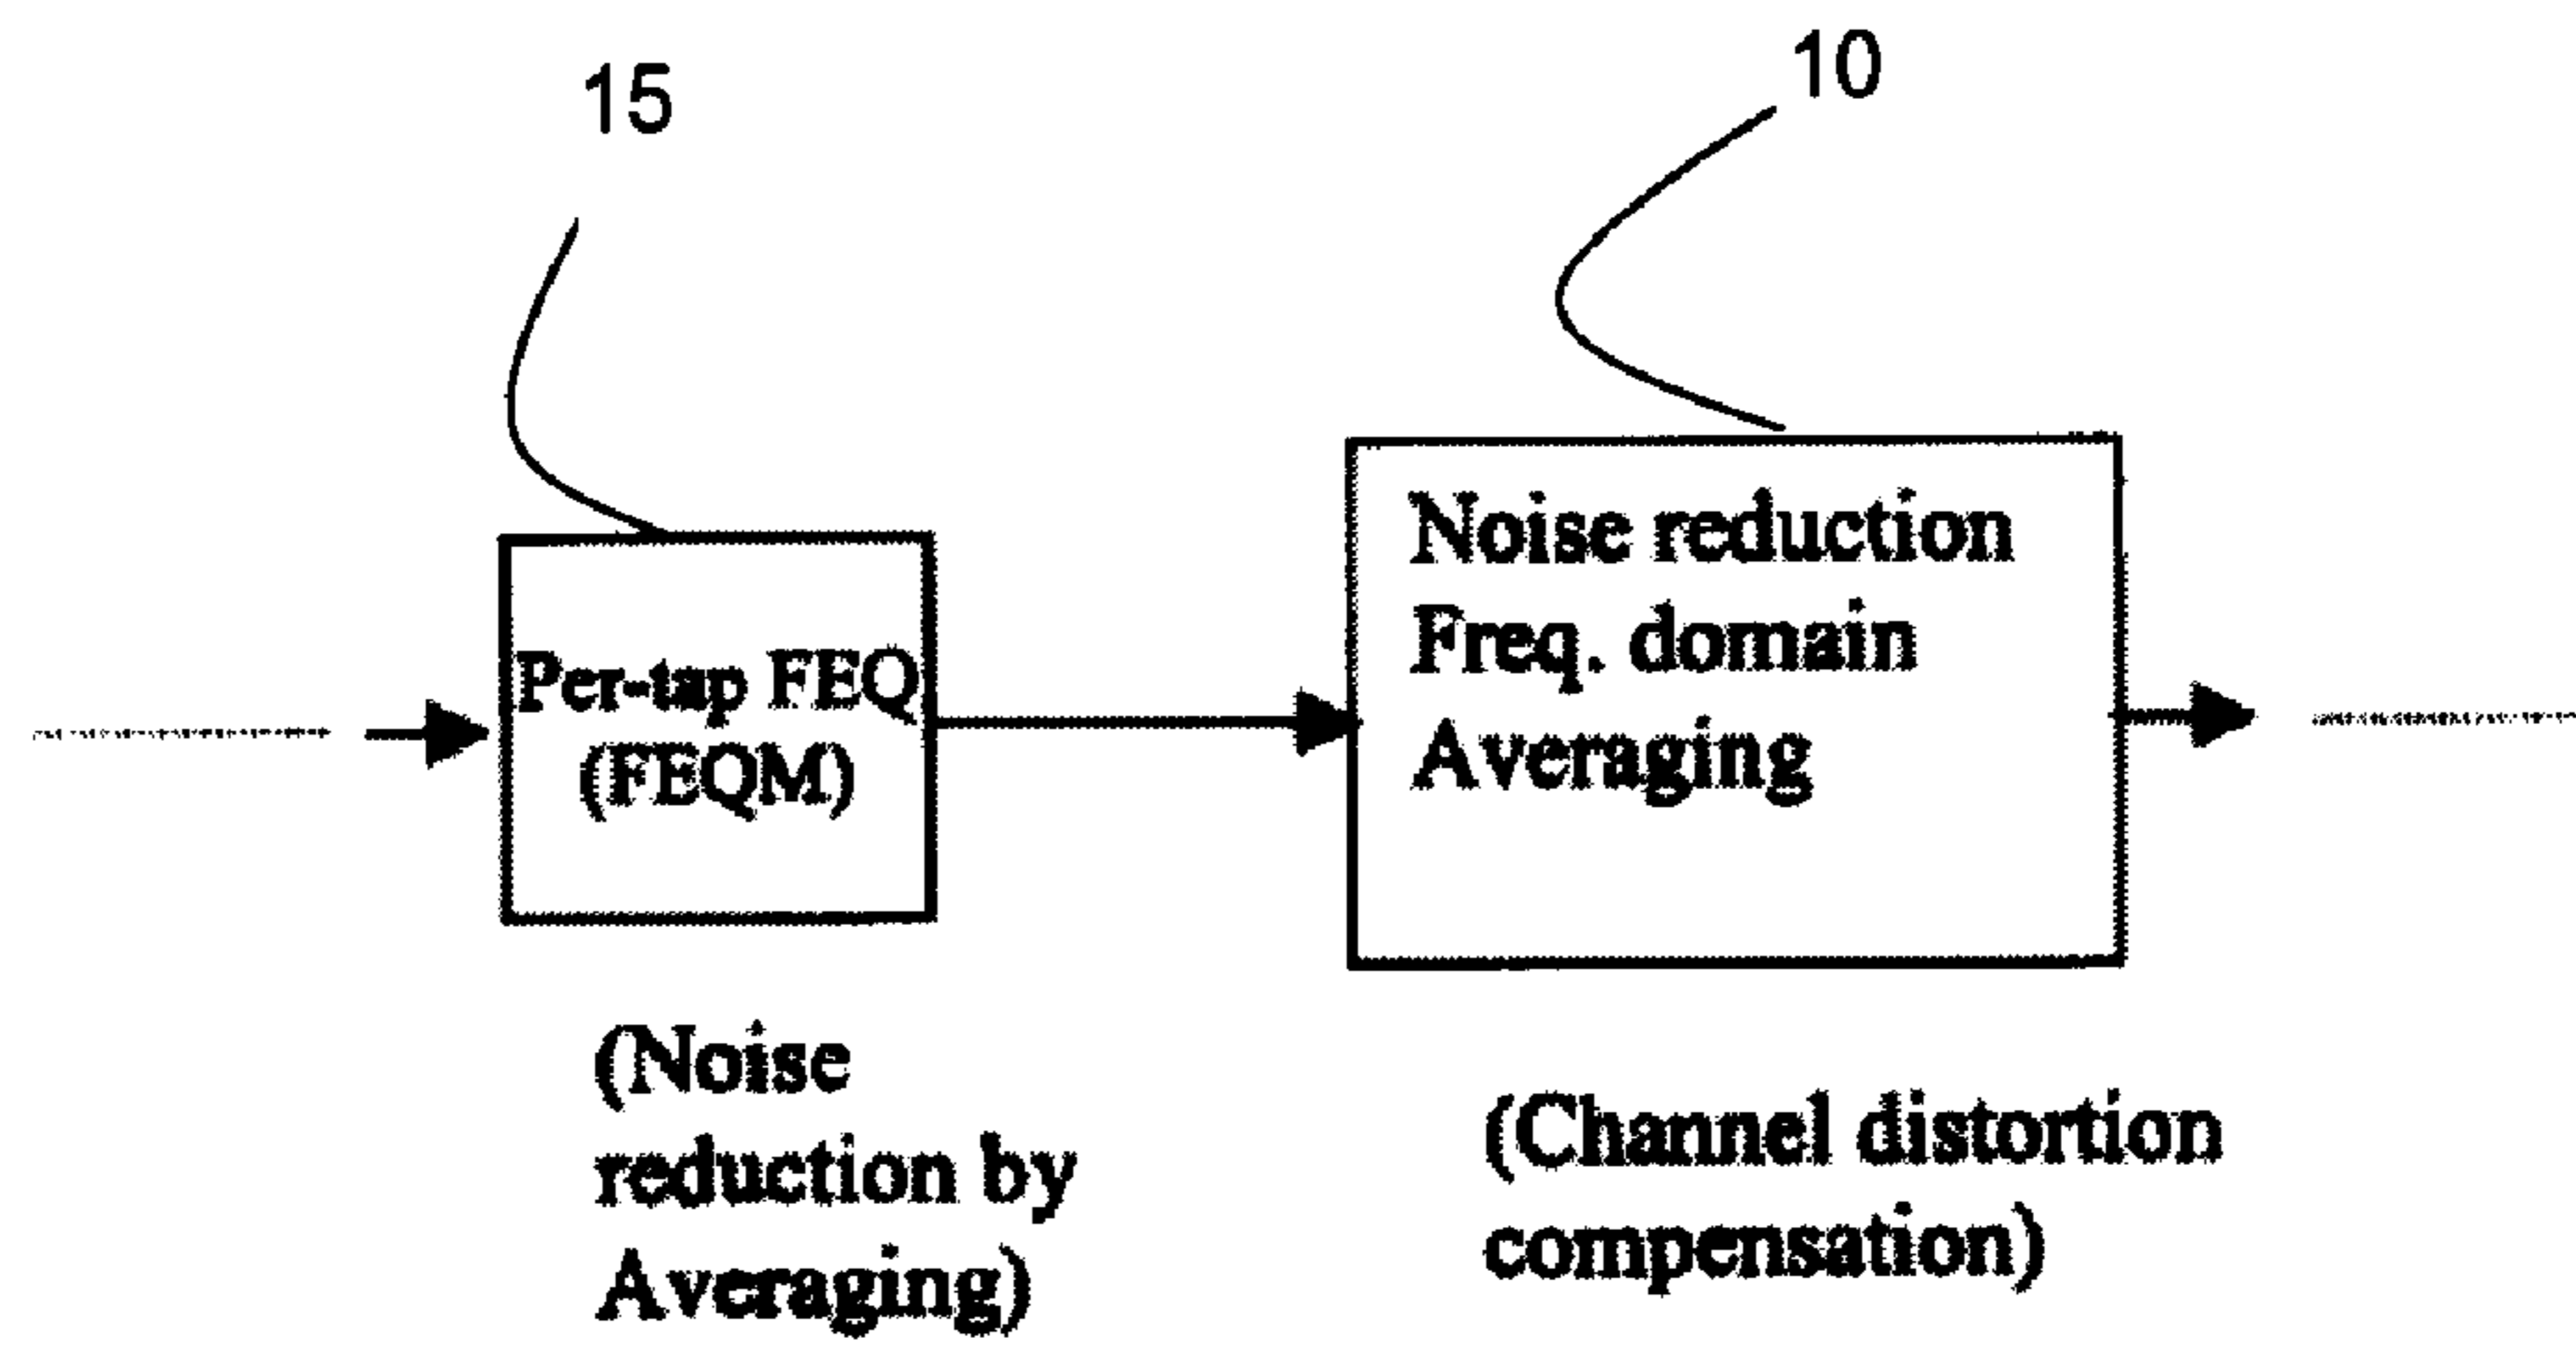 15
10
Per-tap FEQ
(FEQM)
Noise reduction
Freq. domain
Averaging
(Noise
reduction by
Averaging)
(Channel distortion
compensation)